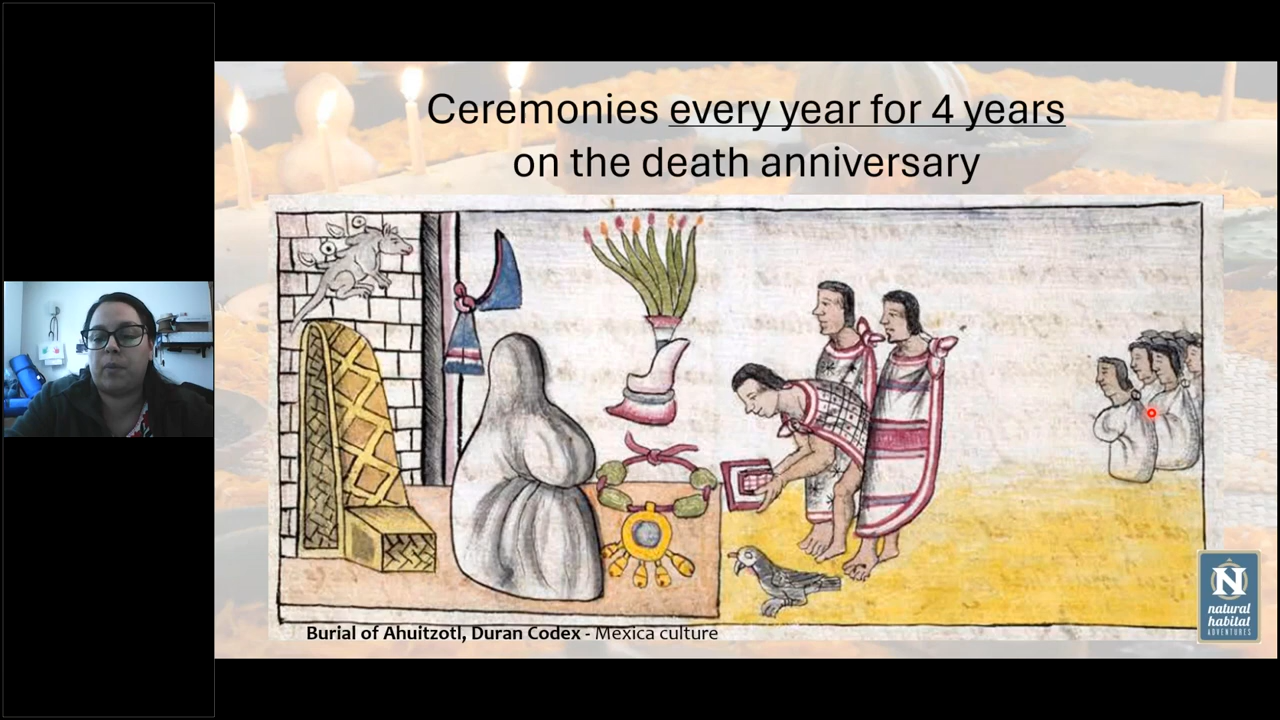 Ceremonies every year for 4 years
on the death anniversary
Burial of Ahuitzotl, Duran Codex - Mexica culture
N
natural
habitat
ADVENTURES